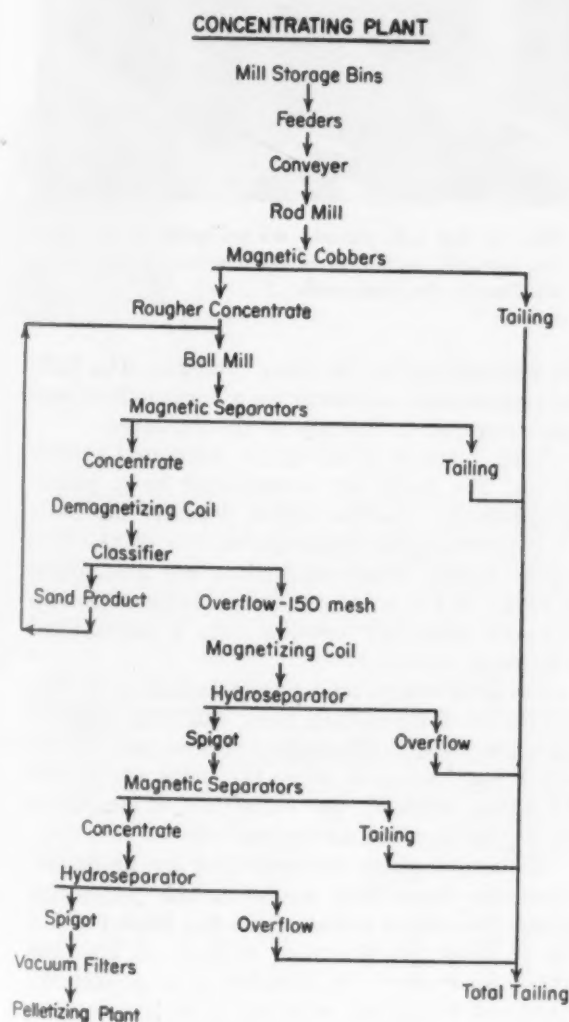 CONCENTRATING PLANT
Mill Storage Bins
Feeders
Conveyer
Rod Mill
Magnetic Cobbers
Rougher Concentrate
Tailing
Ball Mill
Magnetic Separators
Concentrate
Tailing
Demagnetizing Coil
Classifier
Sand Product
Overflow-150 mesh
Magnetizing Coil
Hydroseparator
Spigot
Overflow
Magnetic Separators
Concentrate
Tailing
Hydroseparator
Spigot
Overflow
Vacuum Filters
Total Tailing
Pelletizing Plant